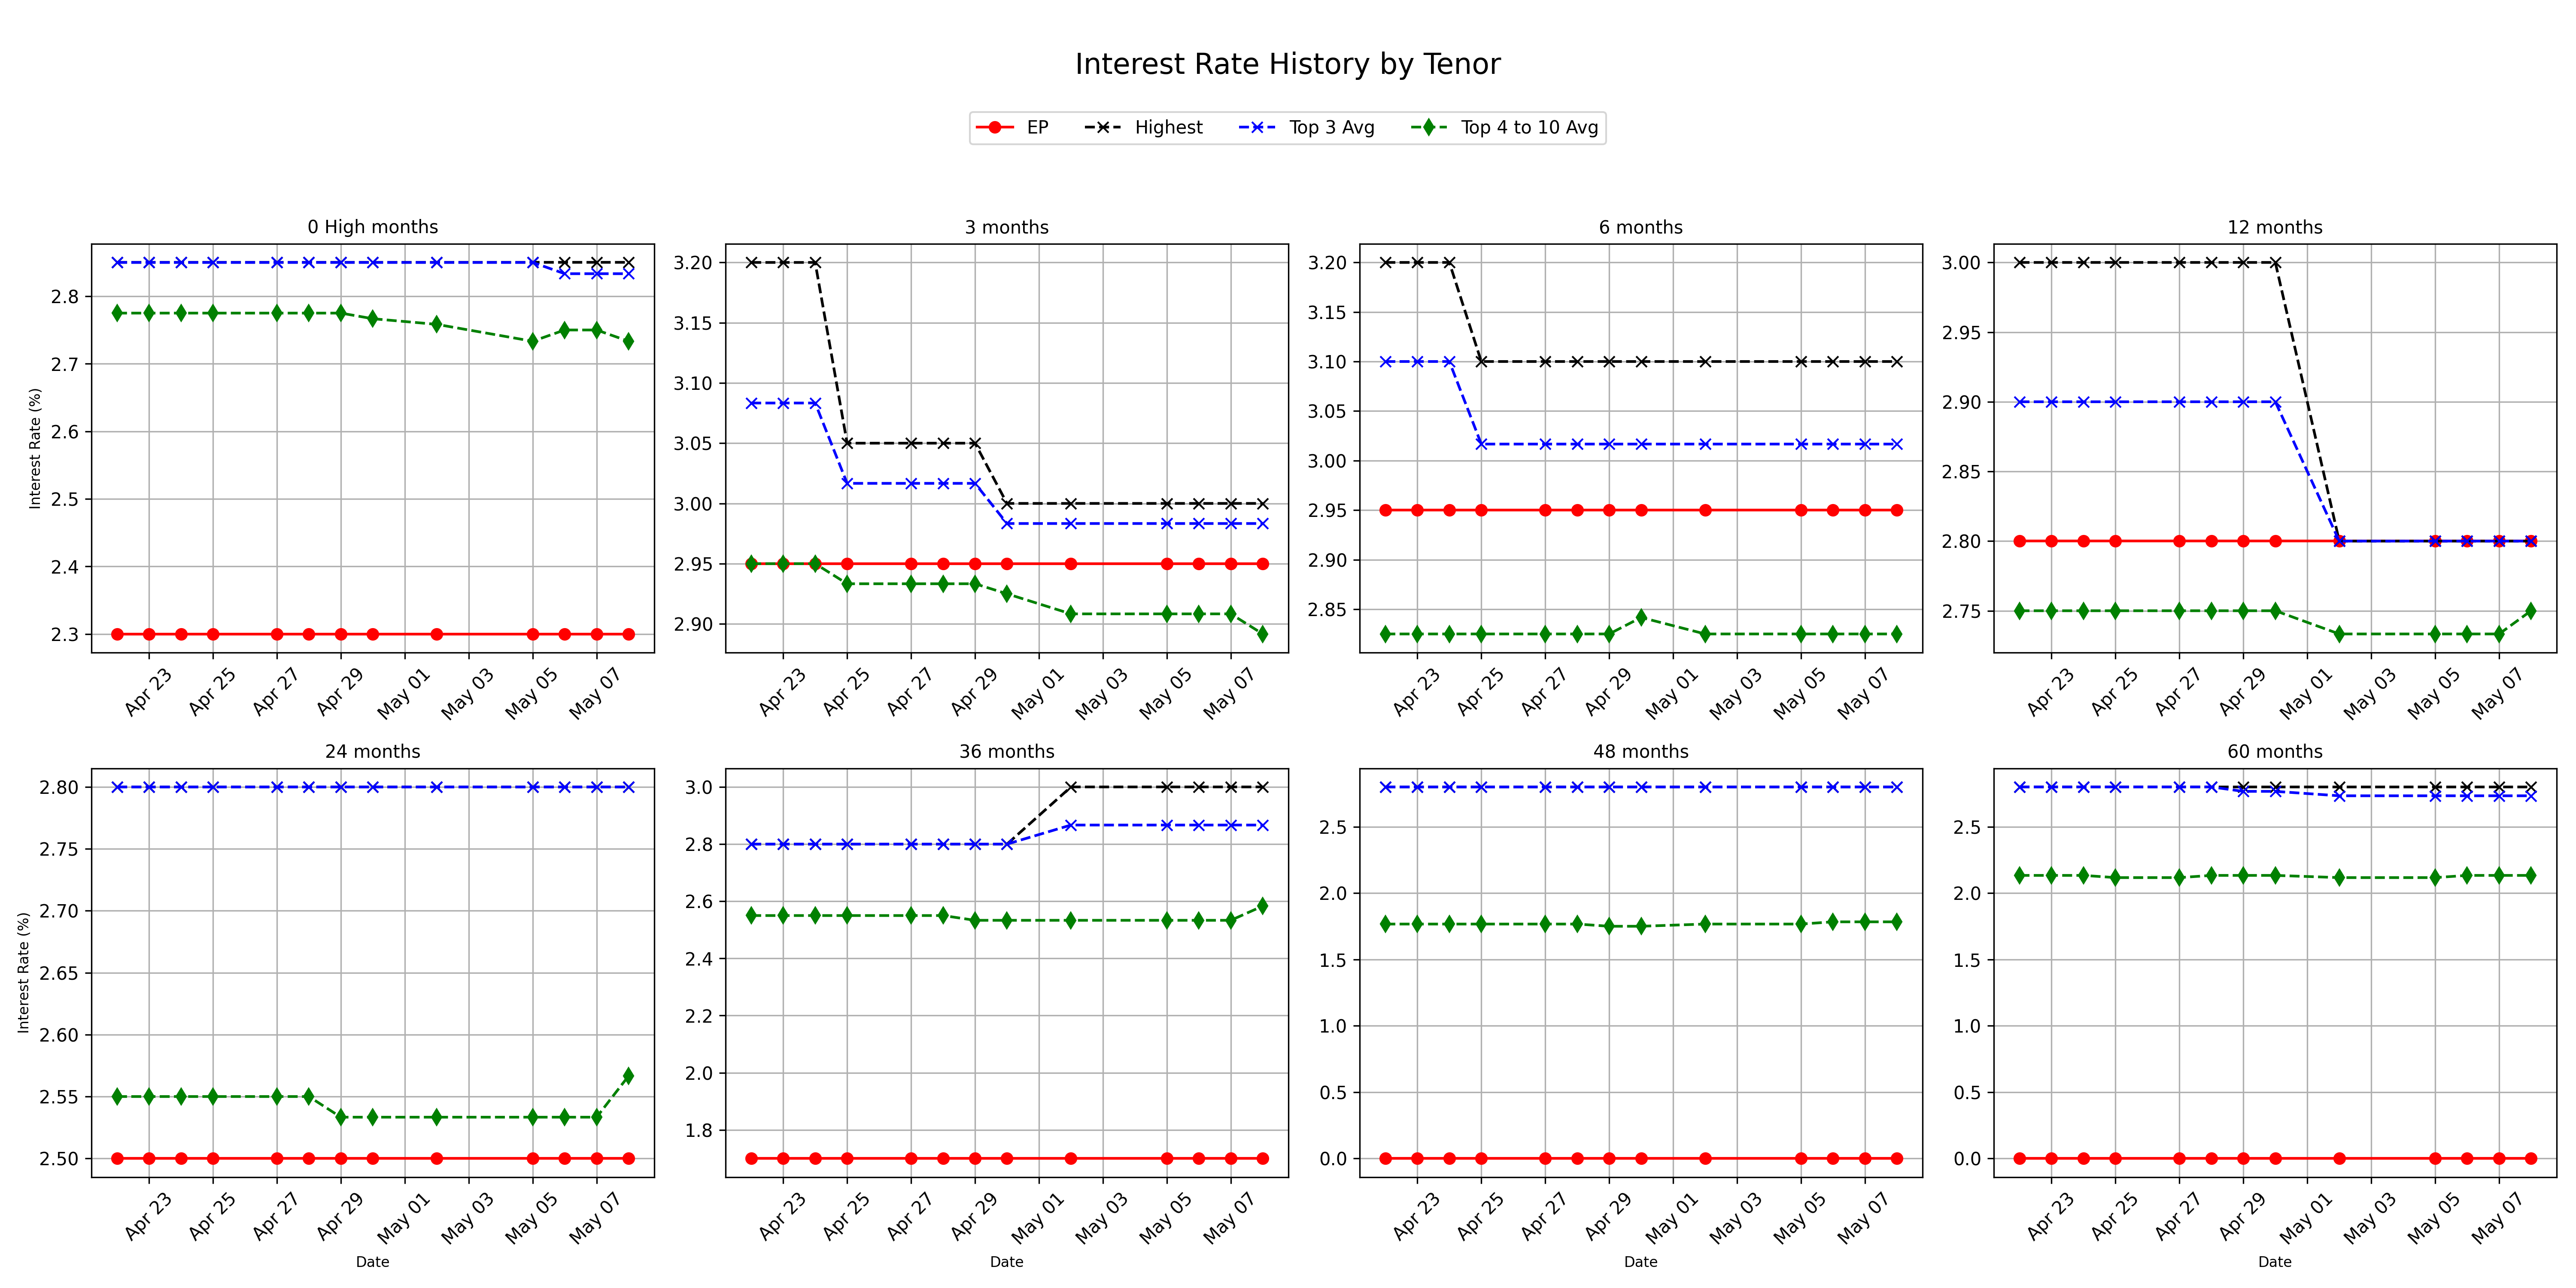 Interest Rate History by Tenor
EP Highest Top 3 Avg Top 4 to 10 Avg
0 High months
Interest Rate (%)
2.8
2.7
2.6
2.5
2.4
2.3
Apr 23 Apr 25 Apr 27 Apr 29 May 01 May 03 May 05 May 07
3 months
3.20
3.15
3.10
3.05
3.00
2.95
2.90
Apr 23 Apr 25 Apr 27 Apr 29 May 01 May 03 May 05 May 07
6 months
3.20
3.15
3.10
3.05
3.00
2.95
2.90
2.85
Apr 23 Apr 25 Apr 27 Apr 29 May 01 May 03 May 05 May 07
12 months
3.00
2.95
2.90
2.85
2.80
2.75
Apr 23 Apr 25 Apr 27 Apr 29 May 01 May 03 May 05 May 07
24 months
Interest Rate (%)
2.80
2.75
2.70
2.65
2.60
2.55
2.50
Apr 23 Apr 25 Apr 27 Apr 29 May 01 May 03 May 05 May 07
Date
36 months
3.0
2.8
2.6
2.4
2.2
2.0
1.8
Apr 23 Apr 25 Apr 27 Apr 29 May 01 May 03 May 05 May 07
Date
48 months
2.5
2.0
1.5
1.0
0.5
0.0
Apr 23 Apr 25 Apr 27 Apr 29 May 01 May 03 May 05 May 07
Date
60 months
2.5
2.0
1.5
1.0
0.5
0.0
Apr 23 Apr 25 Apr 27 Apr 29 May 01 May 03 May 05 May 07
Date